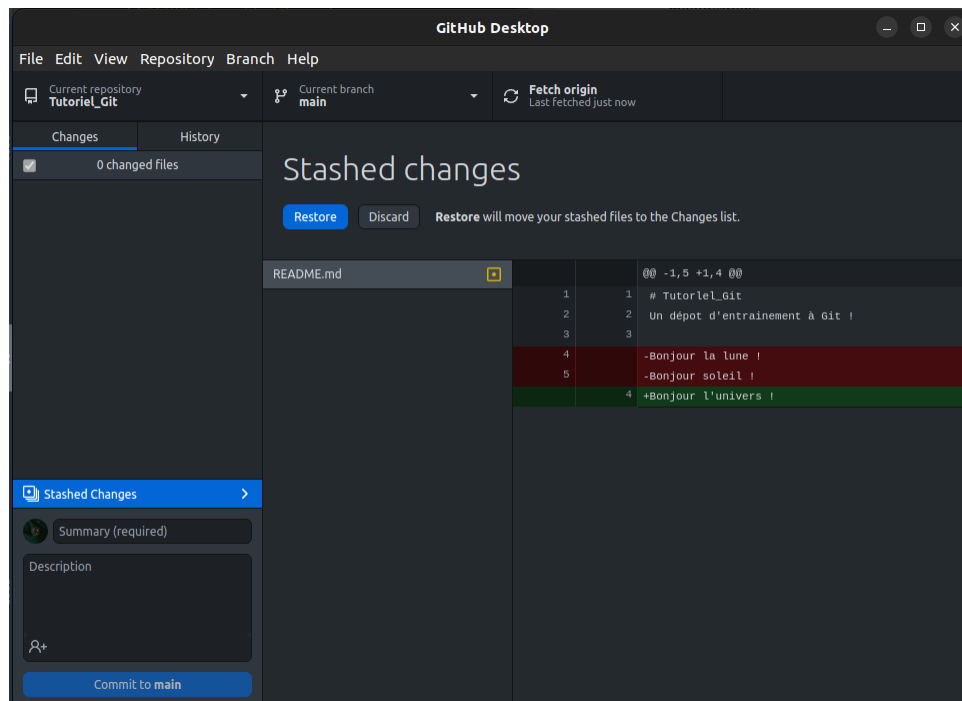 GitHub Desktop
File Edit View Repository Branch Help
Current repository
Tutoriel_Git
Current branch
main
Fetch origin
Last fetched just now
Changes History
0 changed files
Stashed changes
Restore Discard Restore will move your stashed files to the Changes list.
README.md
@@ -1,5 +1,4 @@
1 1 # Tutorlel_Git
2 2 Un dépot d'entrainement à Git !
3 3
4 -Bonjour la lune !
5 -Bonjour soleil !
4 +Bonjour l'univers !
Stashed Changes
Summary (required)
Description
Commit to main